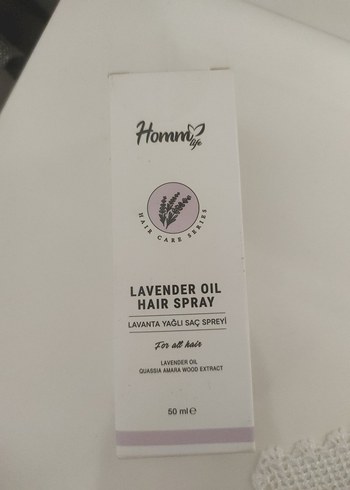 Homm
life
HAIR CARE SERIES
LAVENDER OIL
HAIR SPRAY
LAVANTA YAĞLI SAÇ SPREYİ
For all hair
LAVENDER OIL
QUASSIA AMARA WOOD EXTRACT
50 ml ℮